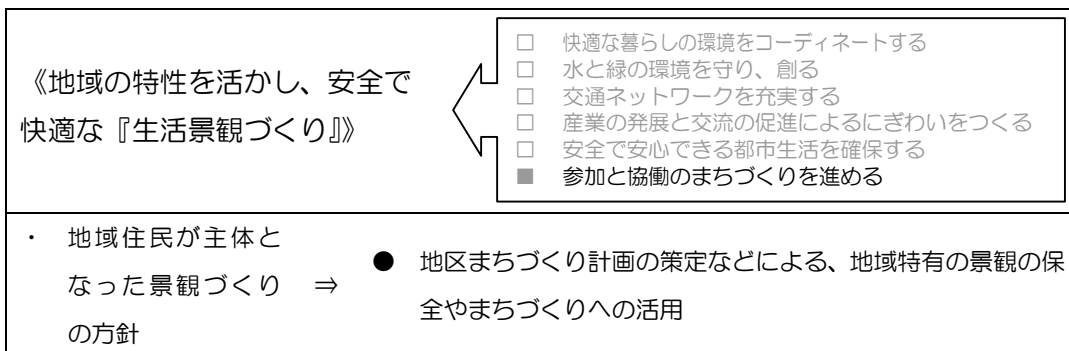 《地域の特性を活かし、安全で
快適な『生活景観づくり』》
□ 快適な暮らしの環境をコーディネートする
□ 水と緑の環境を守り、創る
□ 交通ネットワークを充実する
□ 産業の発展と交流の促進によるにぎわいをつくる
□ 安全で安心できる都市生活を確保する
■ 参加と協働のまちづくりを進める
・ 地域住民が主体と
なった景観づくり ⇒
の方針
● 地区まちづくり計画の策定などによる、地域特有の景観の保
全やまちづくりへの活用